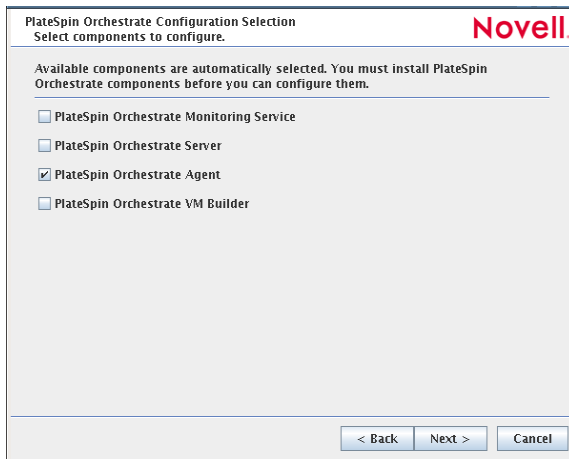 PlateSpin Orchestrate Configuration Selection
Select components to configure.
Novell.
Available components are automatically selected. You must install PlateSpin
Orchestrate components before you can configure them.
PlateSpin Orchestrate Monitoring Service
PlateSpin Orchestrate Server
PlateSpin Orchestrate Agent
PlateSpin Orchestrate VM Builder
< Back
Next >
Cancel